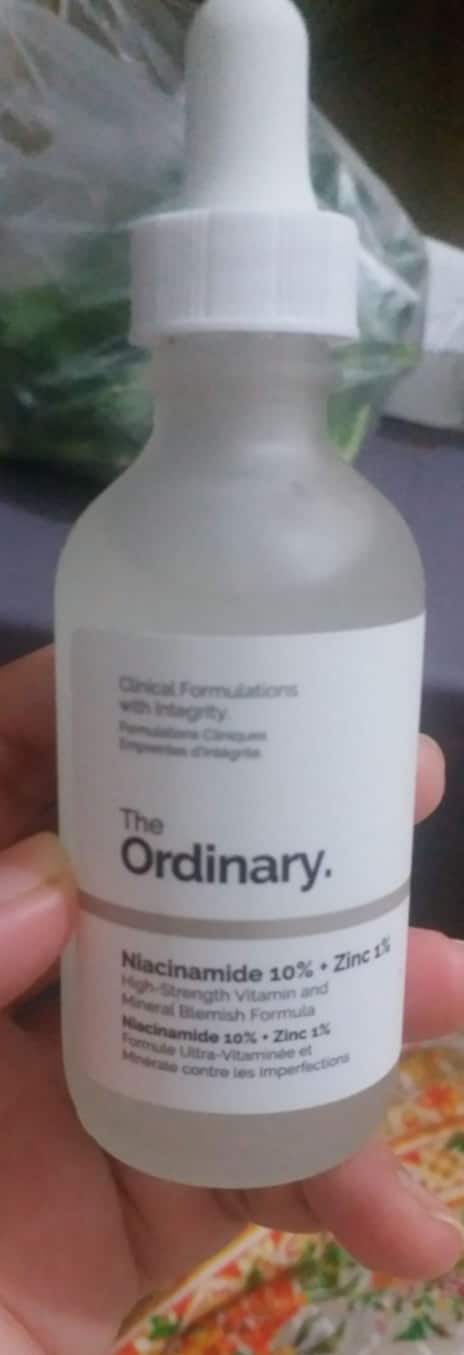 Clinical Formulations
with Integrity.
Formulations Cliniques
Empreintes d'Intégrité.
The
Ordinary.
Niacinamide 10% + Zinc 1%
High-Strength Vitamin and
Mineral Blemish Formula
Niacinamide 10% + Zinc 1%
Formule Ultra-Vitaminée et
Minérale contre les Imperfections